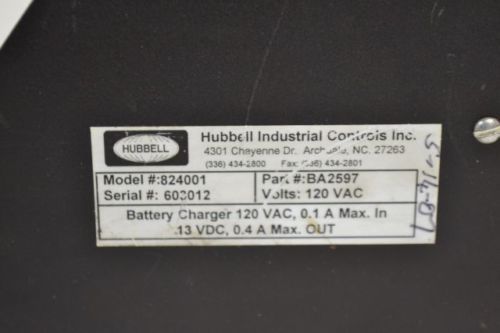 HUBBELL
Hubbell Industrial Controls Inc.
4301 Cheyenne Dr., Archdale, NC. 27263
(336) 434-2800 Fax: (336) 434-2801
Model #:824001 Part #:BA2597
Serial #: 603012 Volts: 120 VAC
Battery Charger 120 VAC, 0.1 A Max. In
13 VDC, 0.4 A Max. OUT